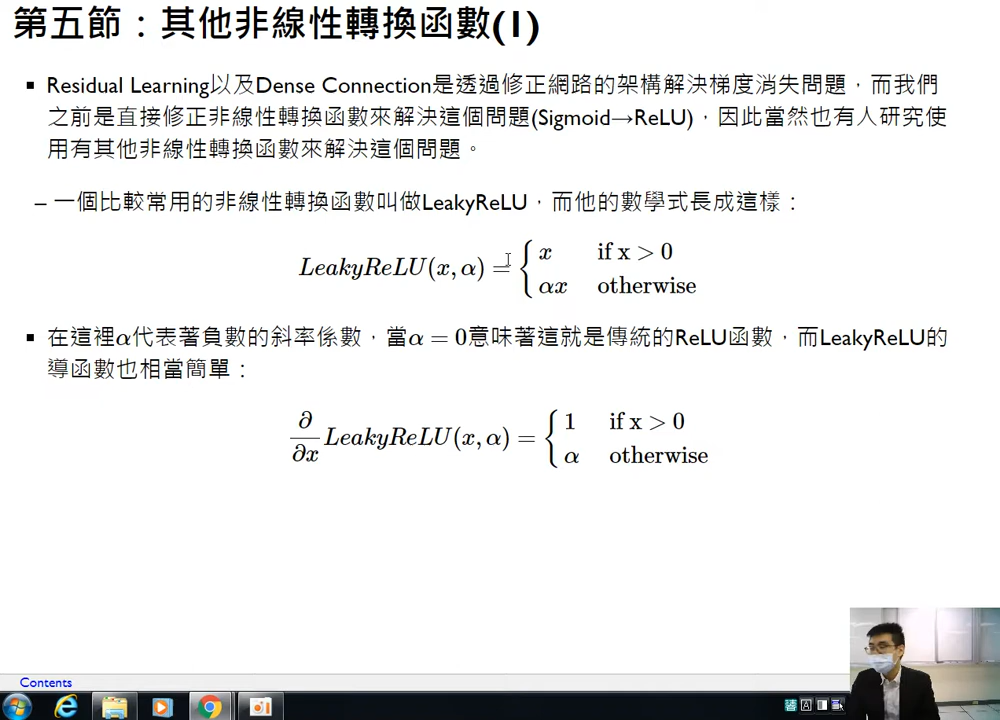 第五節：其他非線性轉換函數(1)
Residual Learning以及Dense Connection是透過修正網路的架構解決梯度消失問題，而我們
之前是直接修正非線性轉換函數來解決這個問題(Sigmoid→ReLU)，因此當然也有人研究使
用有其他非線性轉換函數來解決這個問題。
– 一個比較常用的非線性轉換函數叫做LeakyReLU，而他的數學式長成這樣：
LeakyReLU(x, α) = { x if x > 0
αx otherwise
在這裡α代表著負數的斜率係數，當α = 0意味著這就是傳統的ReLU函數，而LeakyReLU的
導函數也相當簡單：
∂/∂x LeakyReLU(x, α) = { 1 if x > 0
α otherwise
Contents